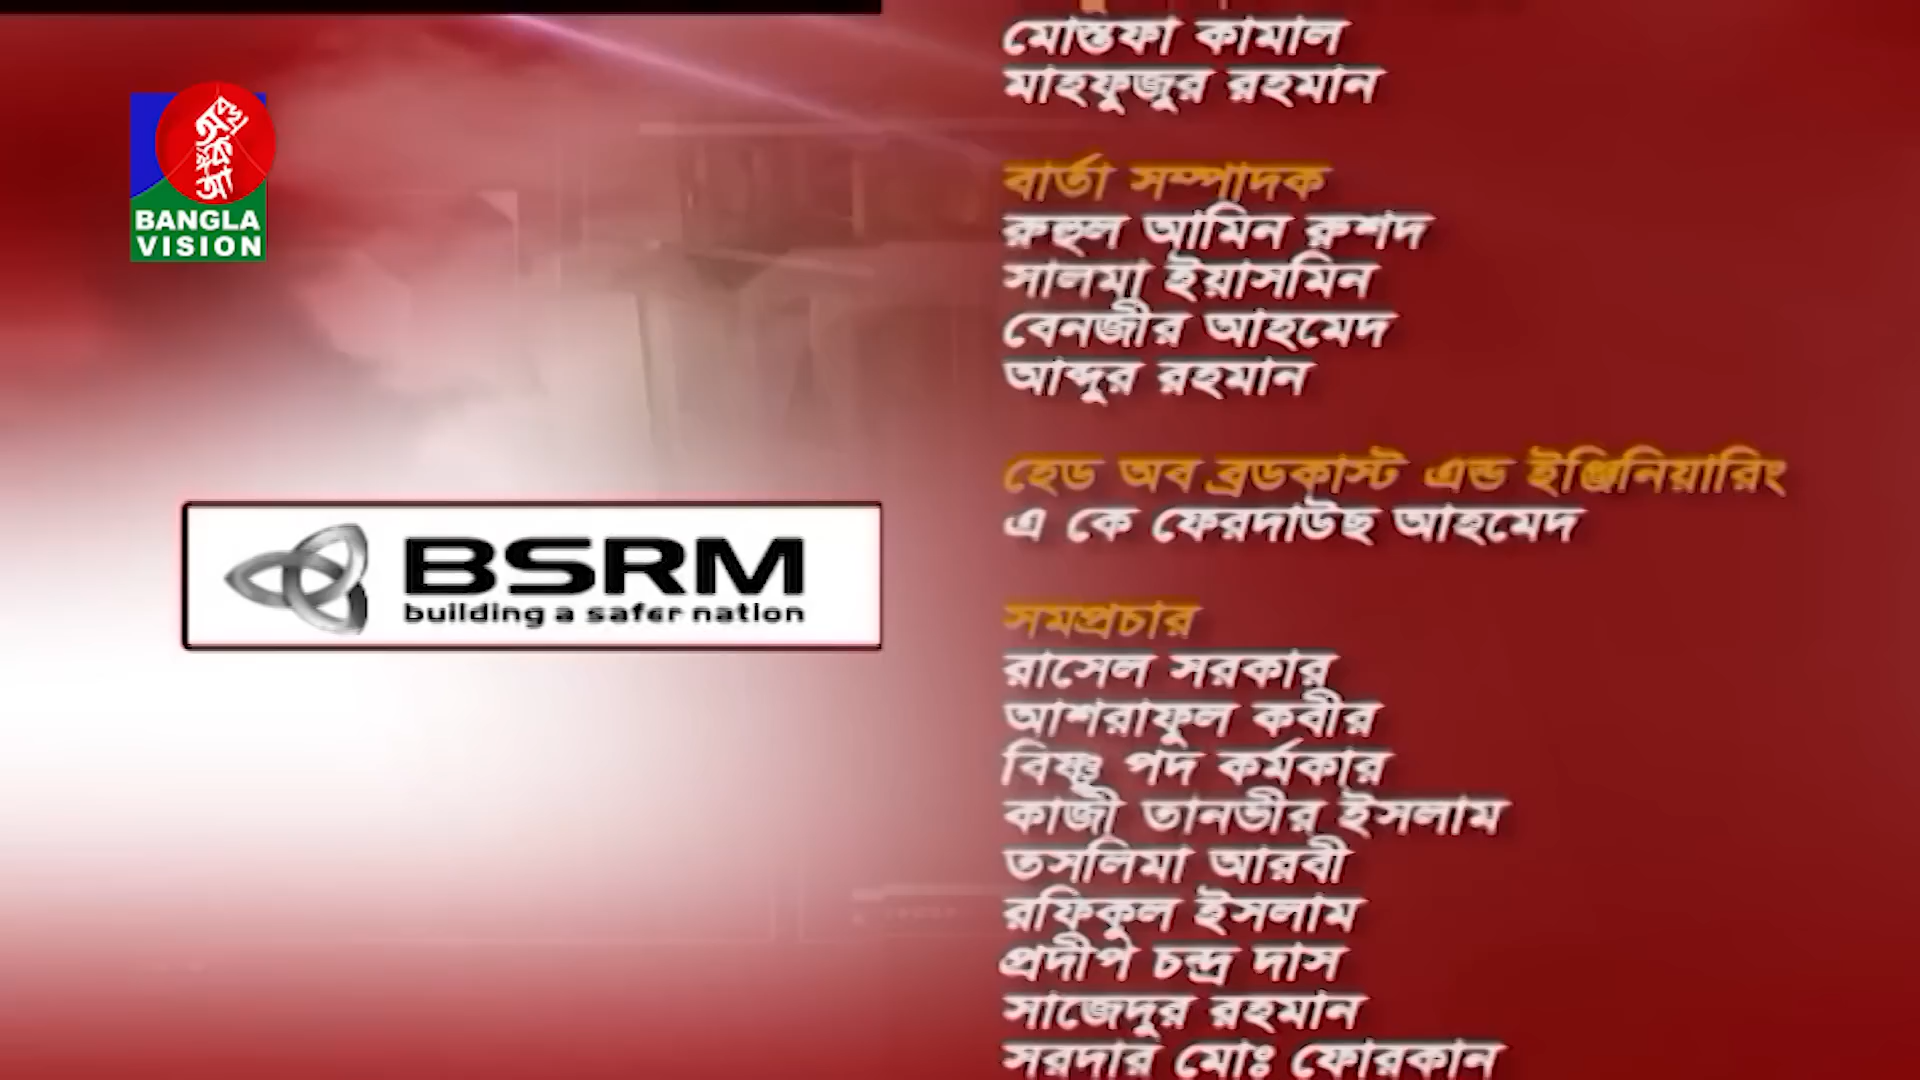 BANGLA
VISION
BSRM
building a safer nation
মোস্তফা কামাল
মাহফুজুর রহমান
বার্তা সম্পাদক
রুহুল আমিন রুশদ
সালমা ইয়াসমিন
বেনজীর আহমেদ
আব্দুর রহমান
হেড অব ব্রডকাস্ট এন্ড ইঞ্জিনিয়ারিং
এ কে ফেরদাউছ আহমেদ
সমপ্রচার
রাসেল সরকার
আশরাফুল কবীর
বিষ্ণু পদ কর্মকার
কাজী তানভীর ইসলাম
তসলিমা আরবী
রফিকুল ইসলাম
প্রদীপ চন্দ্র দাস
সাজেদুর রহমান
সরদার মোঃ ফোরকান